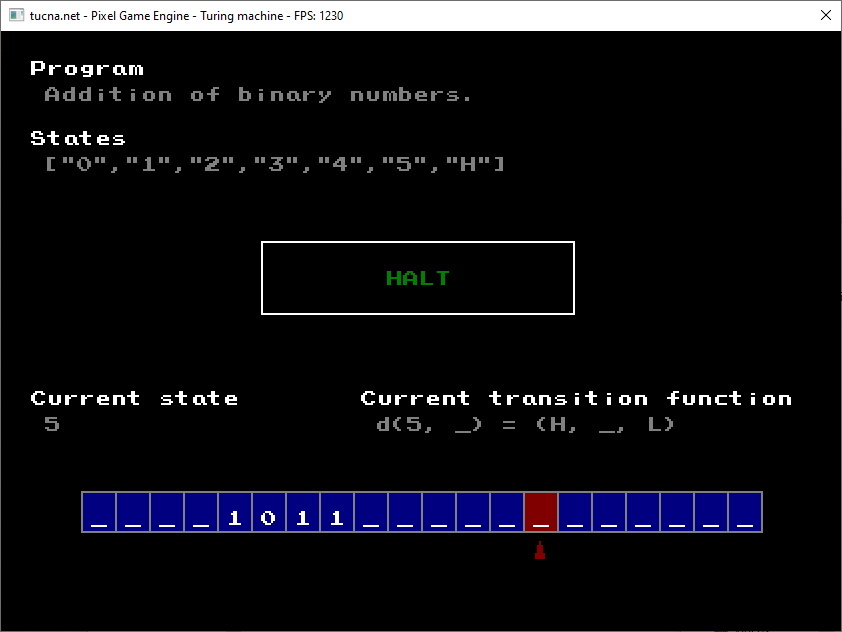 tucna.net - Pixel Game Engine - Turing machine - FPS: 1230
Program
Addition of binary numbers.
States
["0","1","2","3","4","5","H"]
HALT
Current state
Current transition function
5
d(5, _) = (H, _, L)
_ _ _ _ 1 0 1 1 _ _ _ _ _ _ _ _ _ _ _ _